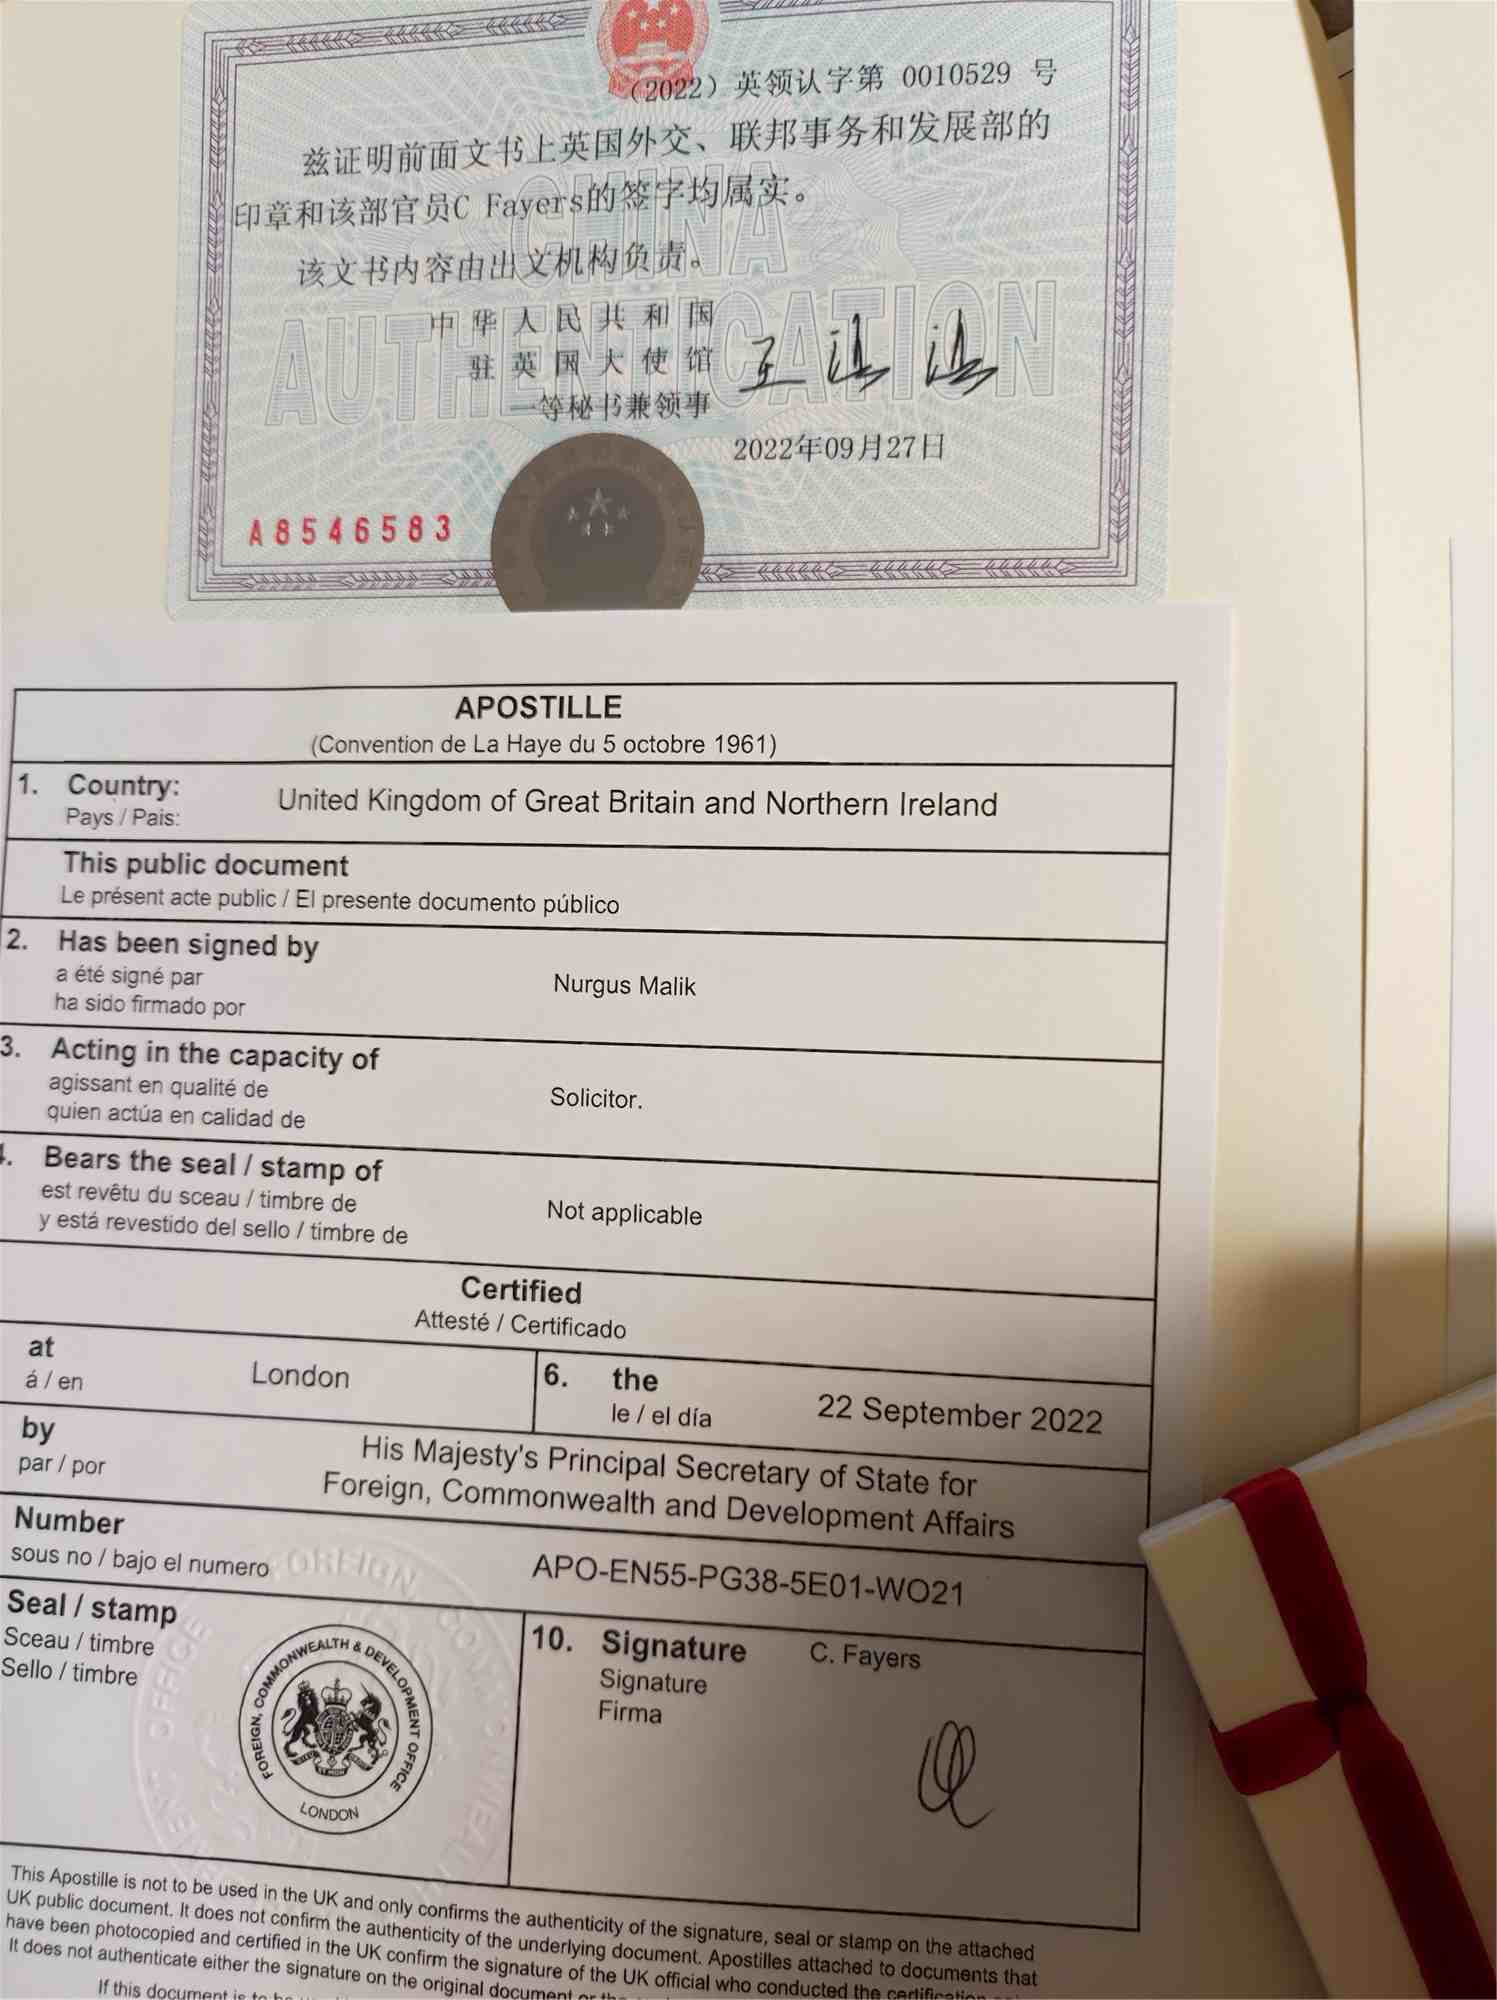 (2022) 英领认字第 0010529 号
兹证明前面文书上英国外交、联邦事务和发展部的
印章和该部官员C Fayers的签字均属实。
该文书内容由出文机构负责。
CHINA
AUTHENTICATION
中华人民共和国
驻英国大使馆
一等秘书兼领事
2022年09月27日
A8546583
APOSTILLE
(Convention de La Haye du 5 octobre 1961)
1. Country:
Pays / Pais:
United Kingdom of Great Britain and Northern Ireland
This public document
Le présent acte public / El presente documento público
2. Has been signed by
a été signé par
ha sido firmado por
Nurgus Malik
3. Acting in the capacity of
agissant en qualité de
quien actúa en calidad de
Solicitor.
Bears the seal / stamp of
est revêtu du sceau / timbre de
y está revestido del sello / timbre de
Not applicable
Certified
Attesté / Certificado
at
á / en
London
6. the
le / el día
22 September 2022
by
par / por
His Majesty's Principal Secretary of State for
Foreign, Commonwealth and Development Affairs
Number
sous no / bajo el numero
APO-EN55-PG38-5E01-WO21
Seal / stamp
Sceau / timbre
Sello / timbre
FOREIGN, COMMONWEALTH & DEVELOPMENT OFFICE
LONDON
10. Signature
Signature
Firma
C. Fayers
This Apostille is not to be used in the UK and only confirms the authenticity of the signature, seal or stamp on the attached
UK public document. It does not confirm the authenticity of the underlying document. Apostilles attached to documents that
have been photocopied and certified in the UK confirm the signature of the UK official who conducted the certification
It does not authenticate either the signature on the original document or the
If this document is to be